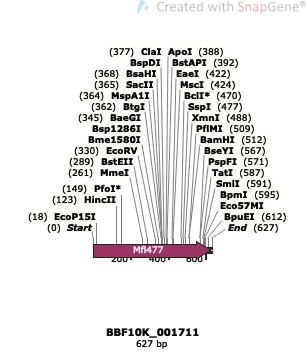 Created with SnapGene®
(377) ClaI ApoI (388)
BspDI BstAPI (392)
(368) BsaHI EaeI (422)
(365) SacII MscI (424)
(364) MspA1I BclI* (470)
(362) BtgI SspI (477)
(345) BaeGI XmnI (488)
Bsp1286I PflMI (509)
Bme1580I BamHI (512)
(330) EcoRV BseYI (567)
(289) BstEII PspFI (571)
(261) MmeI TatI (587)
(149) PfoI* SmlI (591)
(123) HincII BpmI (595)
Eco57MI
(18) EcoP15I BpuEI (612)
(0) Start End (627)
Mfl477
200 400 600
BBF10K_001711
627 bp